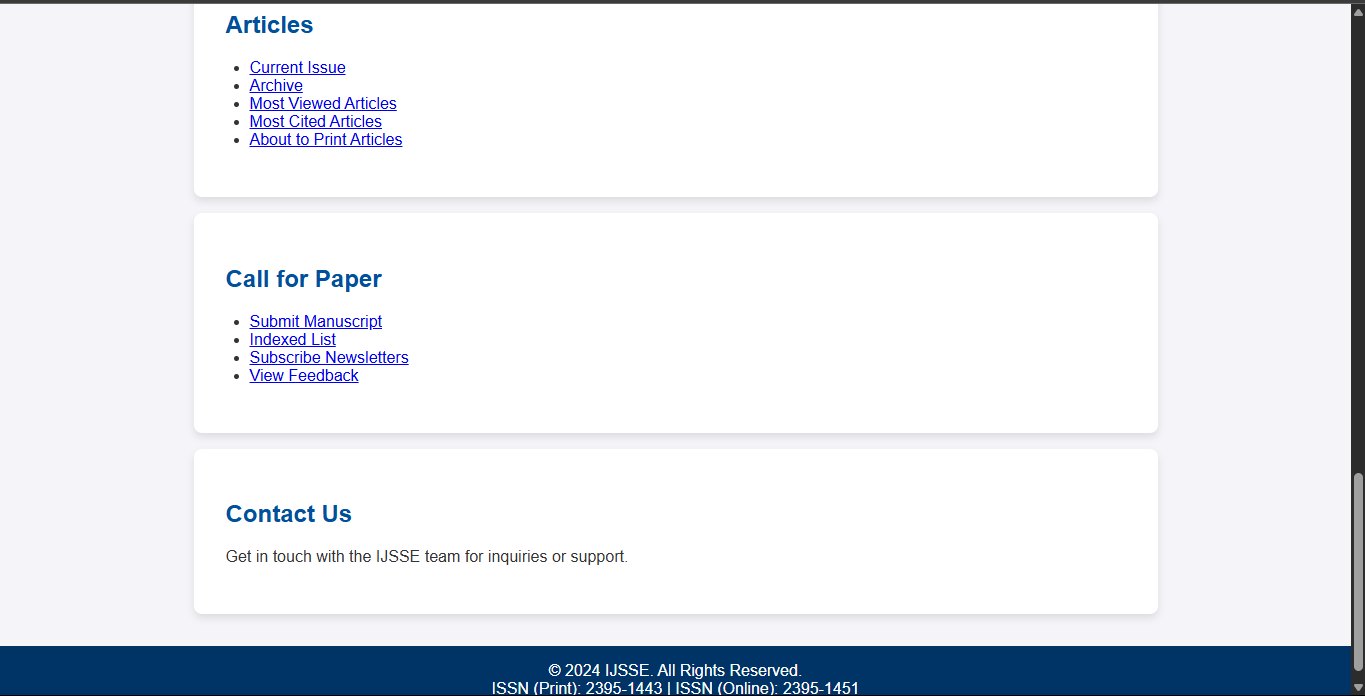 Articles
Current Issue
Archive
Most Viewed Articles
Most Cited Articles
About to Print Articles
Call for Paper
Submit Manuscript
Indexed List
Subscribe Newsletters
View Feedback
Contact Us
Get in touch with the IJSSE team for inquiries or support.
© 2024 IJSSE. All Rights Reserved.
ISSN (Print): 2395-1443 | ISSN (Online): 2395-1451